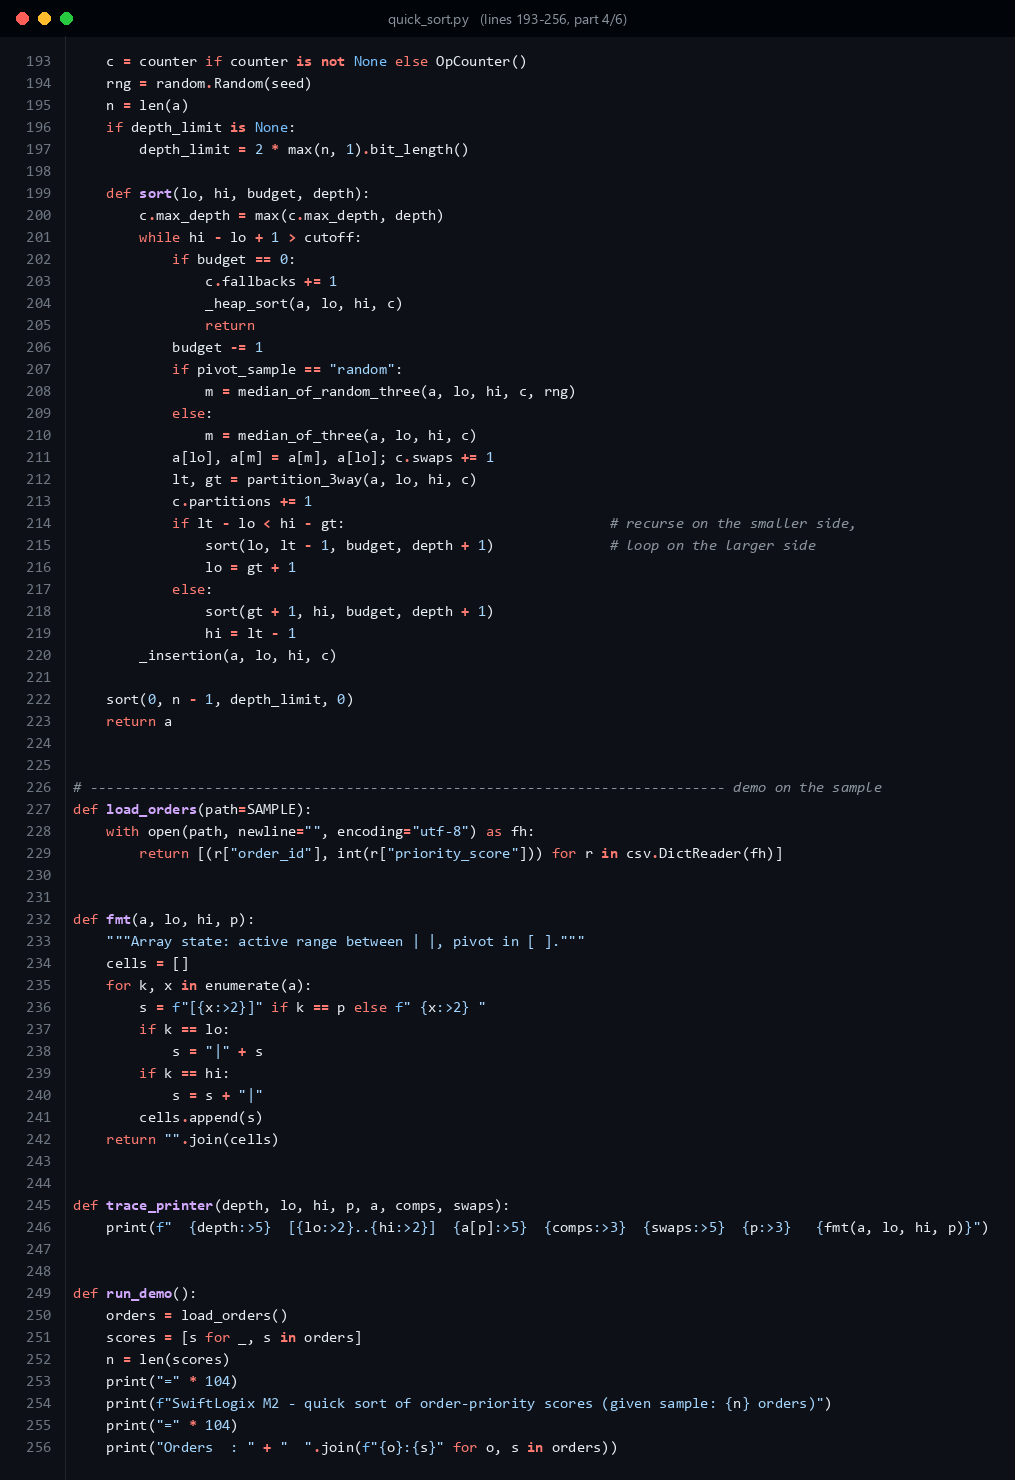 quick_sort.py   (lines 193-256, part 4/6)
193     c = counter if counter is not None else OpCounter()
194     rng = random.Random(seed)
195     n = len(a)
196     if depth_limit is None:
197         depth_limit = 2 * max(n, 1).bit_length()
198
199     def sort(lo, hi, budget, depth):
200         c.max_depth = max(c.max_depth, depth)
201         while hi - lo + 1 > cutoff:
202             if budget == 0:
203                 c.fallbacks += 1
204                 _heap_sort(a, lo, hi, c)
205                 return
206             budget -= 1
207             if pivot_sample == "random":
208                 m = median_of_random_three(a, lo, hi, c, rng)
209             else:
210                 m = median_of_three(a, lo, hi, c)
211             a[lo], a[m] = a[m], a[lo]; c.swaps += 1
212             lt, gt = partition_3way(a, lo, hi, c)
213             c.partitions += 1
214             if lt - lo < hi - gt:                                # recurse on the smaller side,
215                 sort(lo, lt - 1, budget, depth + 1)              # loop on the larger side
216                 lo = gt + 1
217             else:
218                 sort(gt + 1, hi, budget, depth + 1)
219                 hi = lt - 1
220         _insertion(a, lo, hi, c)
221
222     sort(0, n - 1, depth_limit, 0)
223     return a
224
225
226 # ----------------------------------------------------------------------------- demo on the sample
227 def load_orders(path=SAMPLE):
228     with open(path, newline="", encoding="utf-8") as fh:
229         return [(r["order_id"], int(r["priority_score"])) for r in csv.DictReader(fh)]
230
231
232 def fmt(a, lo, hi, p):
233     """Array state: active range between | |, pivot in [ ]."""
234     cells = []
235     for k, x in enumerate(a):
236         s = f"[{x:>2}]" if k == p else f" {x:>2} "
237         if k == lo:
238             s = "|" + s
239         if k == hi:
240             s = s + "|"
241         cells.append(s)
242     return "".join(cells)
243
244
245 def trace_printer(depth, lo, hi, p, a, comps, swaps):
246     print(f"  {depth:>5}  [{lo:>2}..{hi:>2}]  {a[p]:>5}  {comps:>3}  {swaps:>5}  {p:>3}   {fmt(a, lo, hi, p)}")
247
248
249 def run_demo():
250     orders = load_orders()
251     scores = [s for _, s in orders]
252     n = len(scores)
253     print("=" * 104)
254     print(f"SwiftLogix M2 - quick sort of order-priority scores (given sample: {n} orders)")
255     print("=" * 104)
256     print("Orders  : " + "  ".join(f"{o}:{s}" for o, s in orders))